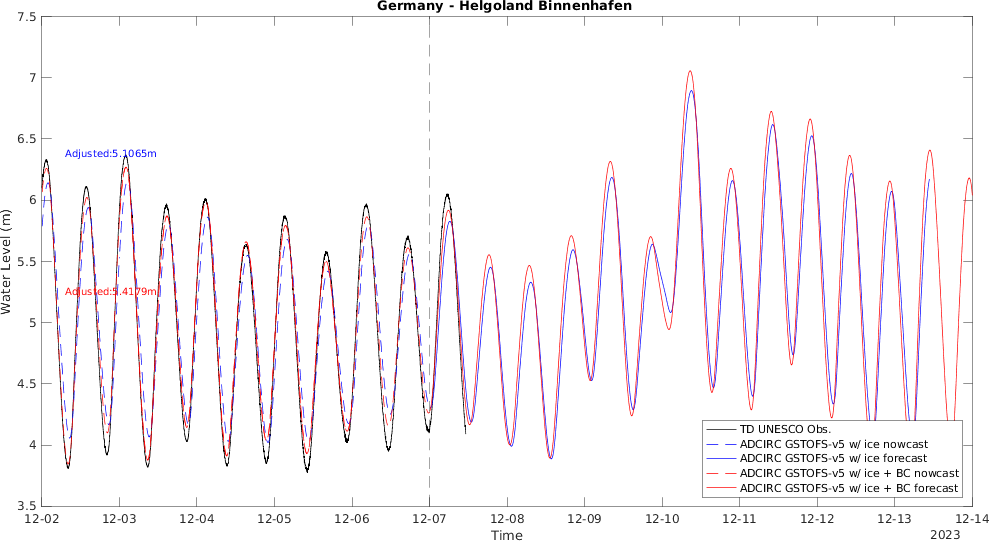 Germany - Helgoland Binnenhafen
7.5
7
6.5
6
5.5
5
4.5
4
3.5
Water Level (m)
Adjusted:5.1065m
Adjusted:5.4179m
TD UNESCO Obs.
ADCIRC GSTOFS-v5 w/ ice nowcast
ADCIRC GSTOFS-v5 w/ ice forecast
ADCIRC GSTOFS-v5 w/ ice + BC nowcast
ADCIRC GSTOFS-v5 w/ ice + BC forecast
12-02 12-03 12-04 12-05 12-06 12-07 12-08 12-09 12-10 12-11 12-12 12-13 12-14
Time
2023